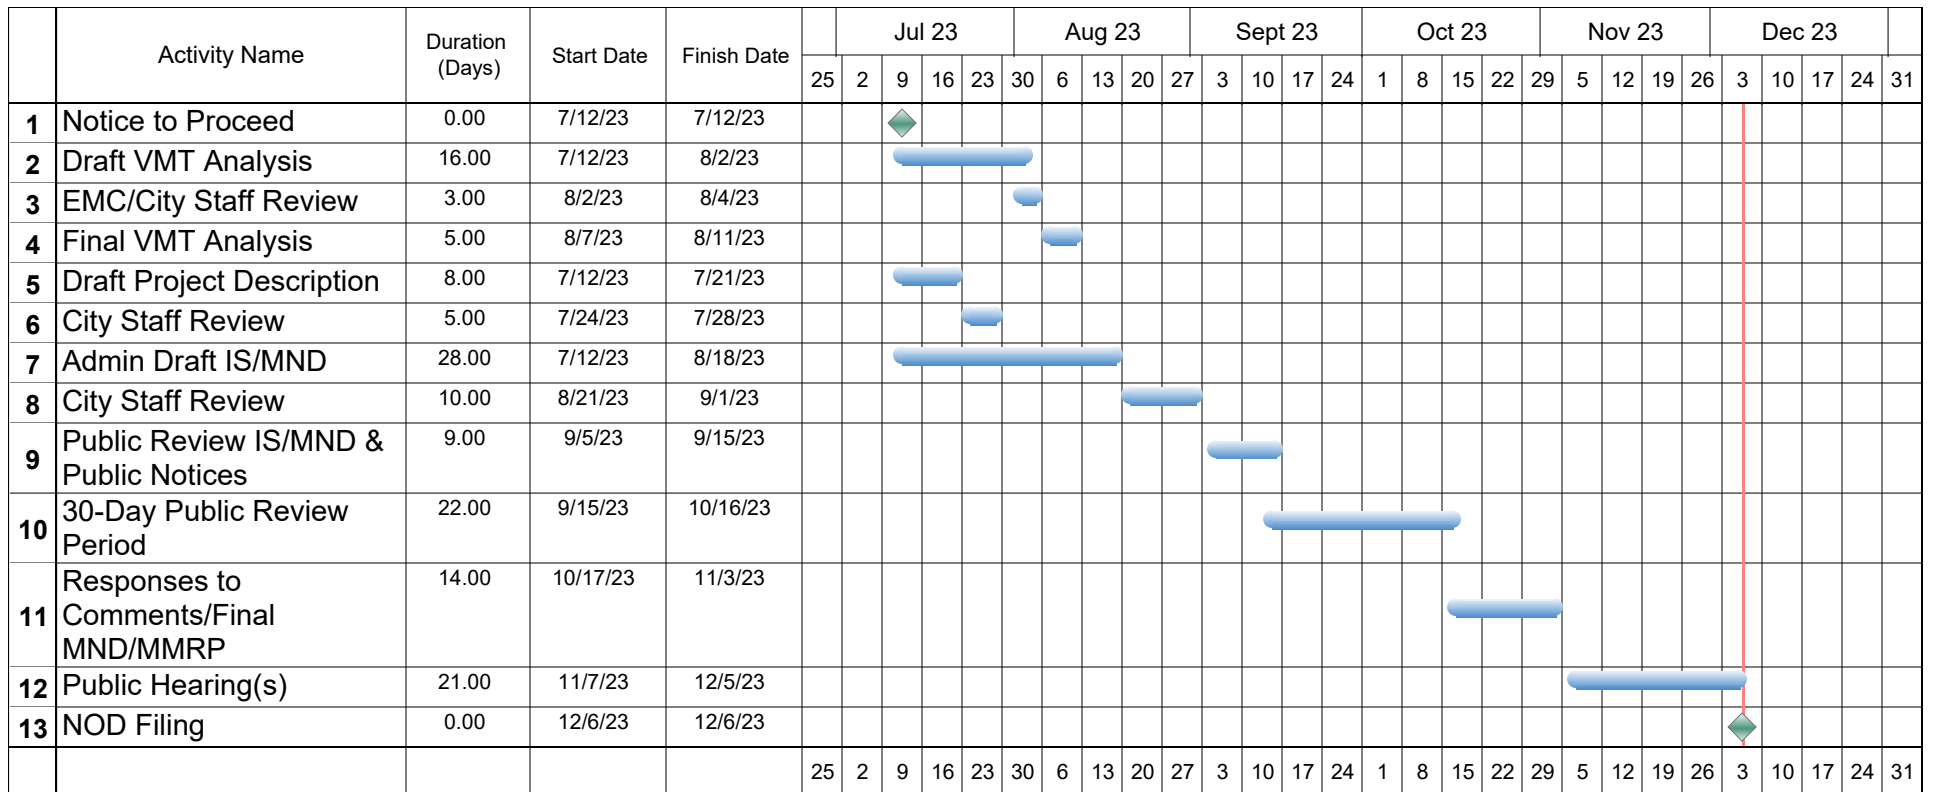 Activity Name Duration (Days) Start Date Finish Date Jul 23 Aug 23 Sept 23 Oct 23 Nov 23 Dec 23
25 2 9 16 23 30 6 13 20 27 3 10 17 24 1 8 15 22 29 5 12 19 26 3 10 17 24 31
1 Notice to Proceed 0.00 7/12/23 7/12/23
2 Draft VMT Analysis 16.00 7/12/23 8/2/23
3 EMC/City Staff Review 3.00 8/2/23 8/4/23
4 Final VMT Analysis 5.00 8/7/23 8/11/23
5 Draft Project Description 8.00 7/12/23 7/21/23
6 City Staff Review 5.00 7/24/23 7/28/23
7 Admin Draft IS/MND 28.00 7/12/23 8/18/23
8 City Staff Review 10.00 8/21/23 9/1/23
9 Public Review IS/MND & 9.00 9/5/23 9/15/23
Public Notices
10 30-Day Public Review 22.00 9/15/23 10/16/23
Period
11 Responses to 14.00 10/17/23 11/3/23
Comments/Final
MND/MMRP
12 Public Hearing(s) 21.00 11/7/23 12/5/23
13 NOD Filing 0.00 12/6/23 12/6/23
25 2 9 16 23 30 6 13 20 27 3 10 17 24 1 8 15 22 29 5 12 19 26 3 10 17 24 31